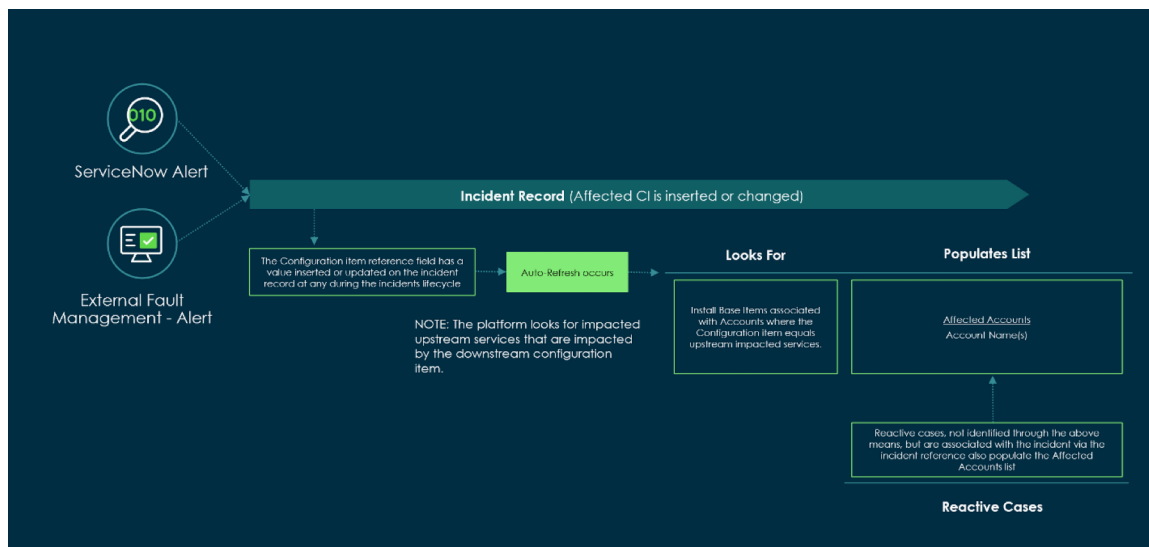 010
ServiceNow Alert
External Fault
Management - Alert
Incident Record (Affected CI is inserted or changed)
The Configuration item reference field has a
value inserted or updated on the incident
record at any during the incidents lifecycle
Auto-Refresh occurs
NOTE: The platform looks for impacted
upstream services that are impacted
by the downstream configuration
item.
Looks For
Install Base Items associated
with Accounts where the
Configuration item equals
upstream impacted services.
Populates List
Affected Accounts
Account Name(s)
Reactive cases, not identified through the above
means, but are associated with the incident via the
incident reference also populate the Affected
Accounts list
Reactive Cases